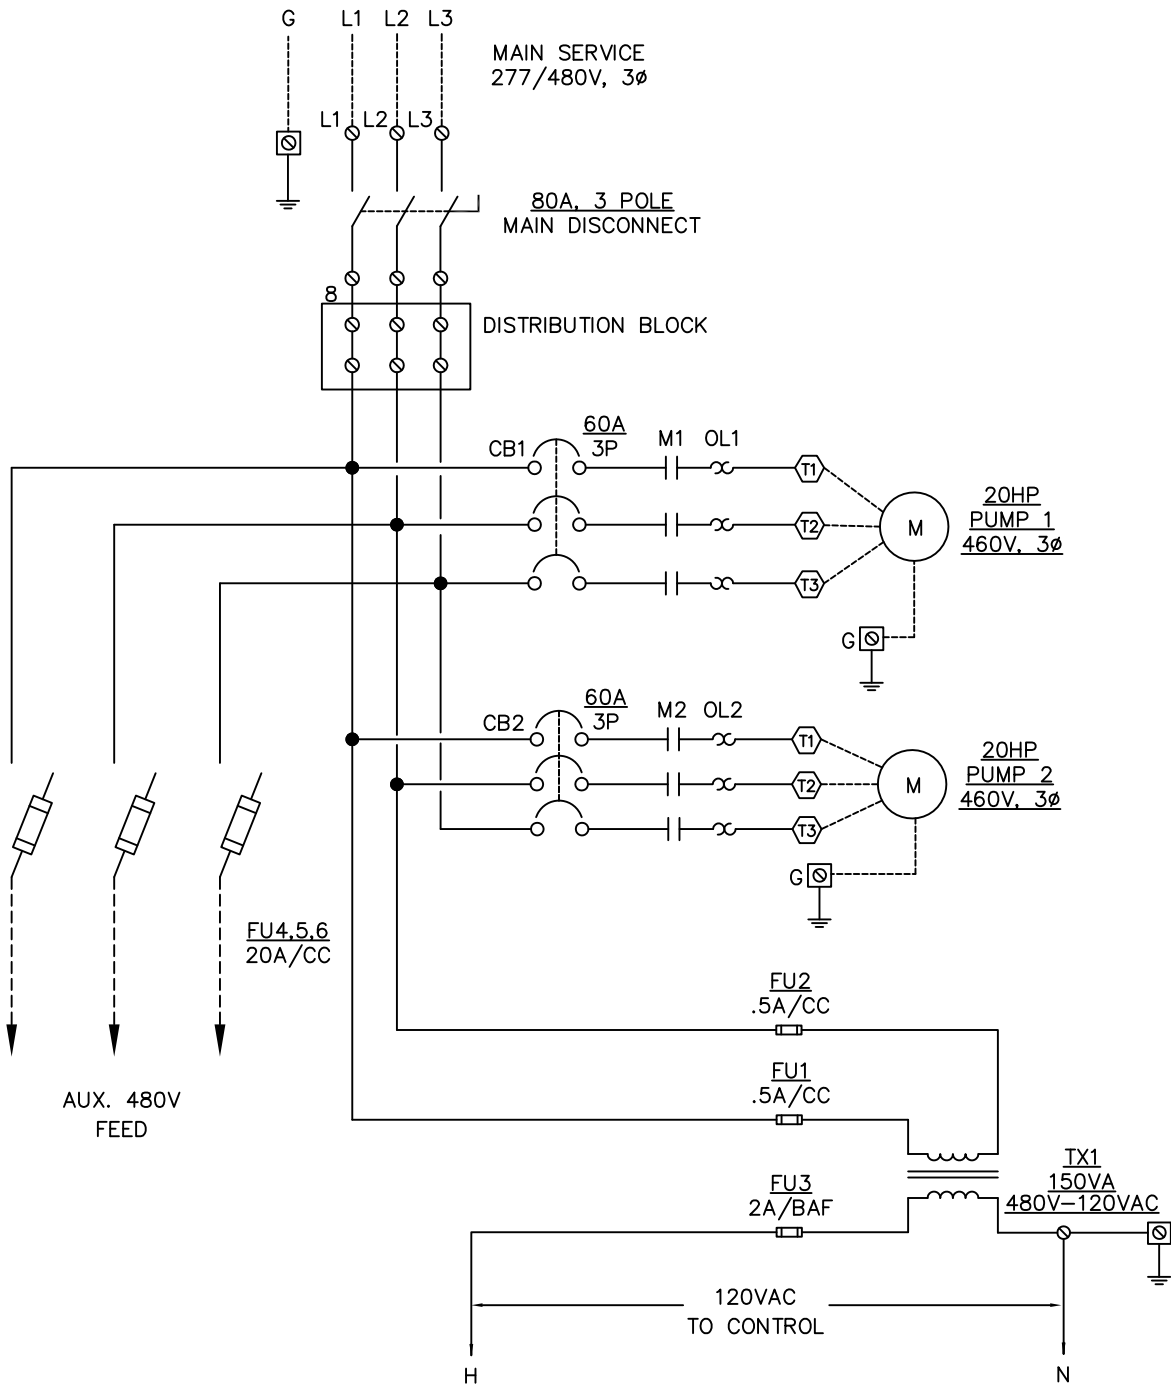 G L1 L2 L3
MAIN SERVICE
277/480V, 3ø
L1 L2 L3
80A, 3 POLE
MAIN DISCONNECT
8
DISTRIBUTION BLOCK
60A
3P
CB1
M1 OL1
T1
T2
T3
M
20HP
PUMP 1
460V, 3ø
G
60A
3P
CB2
M2 OL2
T1
T2
T3
M
20HP
PUMP 2
460V, 3ø
G
FU4,5,6
20A/CC
AUX. 480V
FEED
FU2
.5A/CC
FU1
.5A/CC
FU3
2A/BAF
TX1
150VA
480V-120VAC
120VAC
TO CONTROL
H N